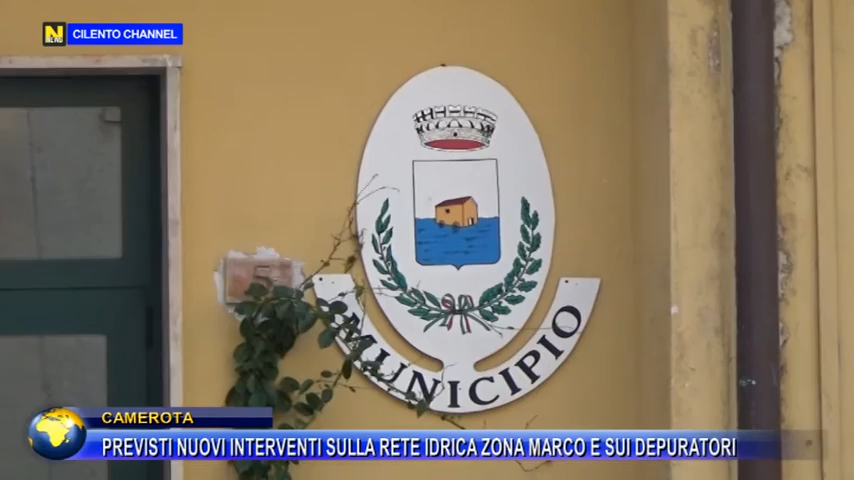 CILENTO CHANNEL
MUNICIPIO
CAMEROTA
PREVISTI NUOVI INTERVENTI SULLA RETE IDRICA ZONA MARCO E SUI DEPURATORI